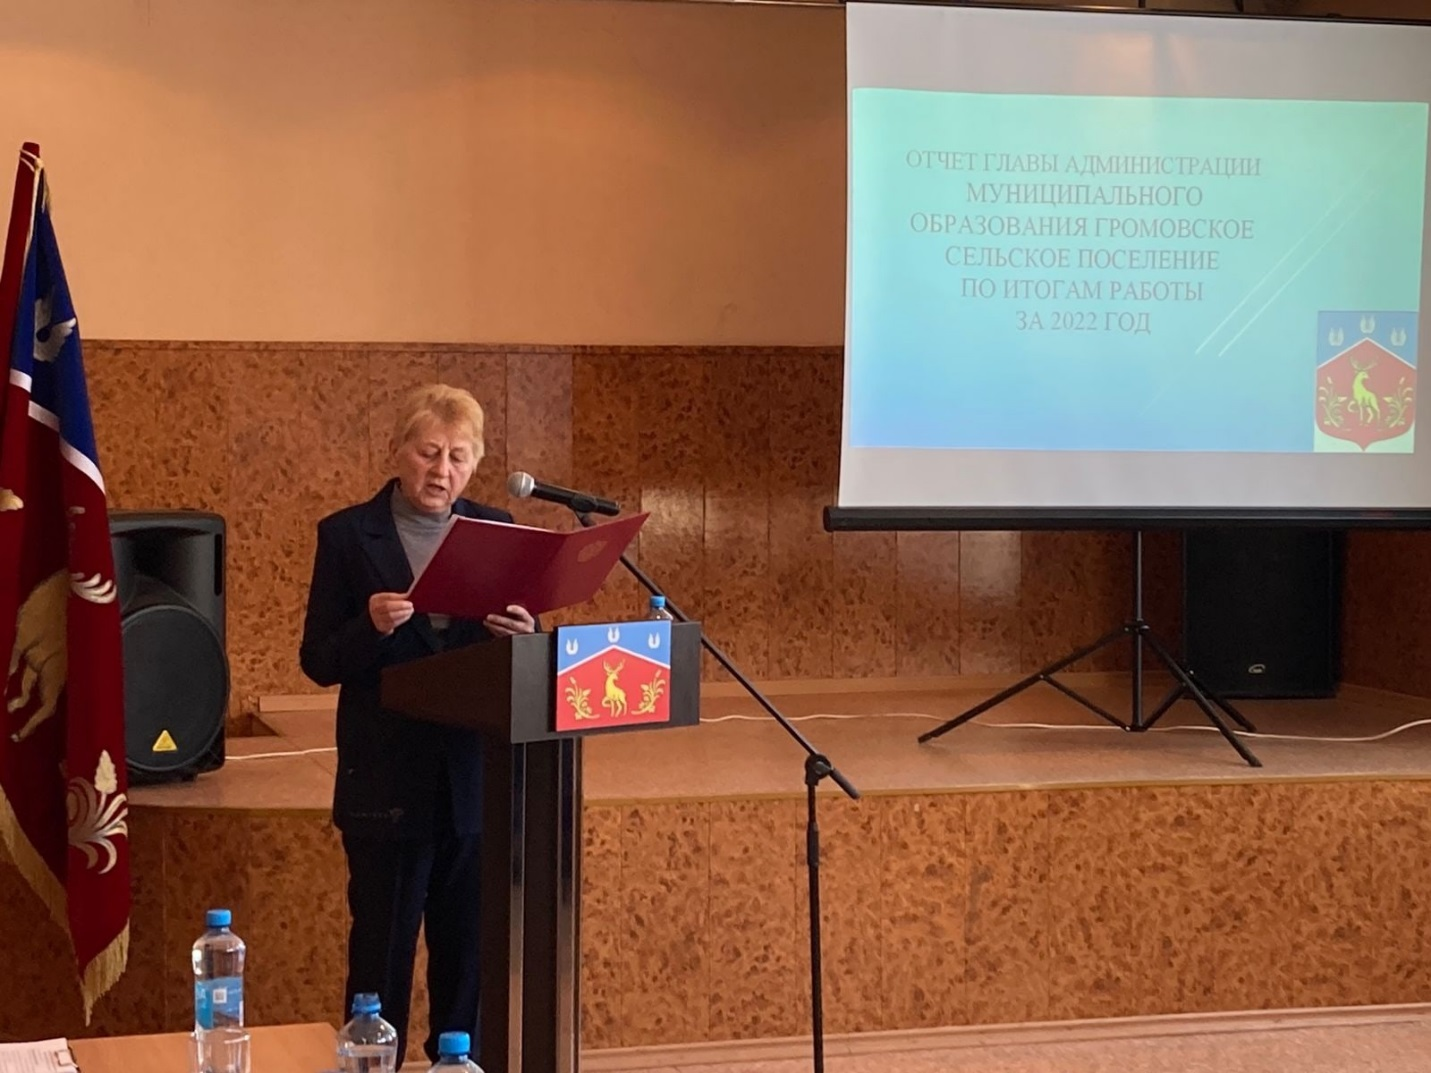 ОТЧЕТ ГЛАВЫ АДМИНИСТРАЦИИ
МУНИЦИПАЛЬНОГО
ОБРАЗОВАНИЯ ГРОМОВСКОЕ
СЕЛЬСКОЕ ПОСЕЛЕНИЕ
ПО ИТОГАМ РАБОТЫ
ЗА 2022 ГОД